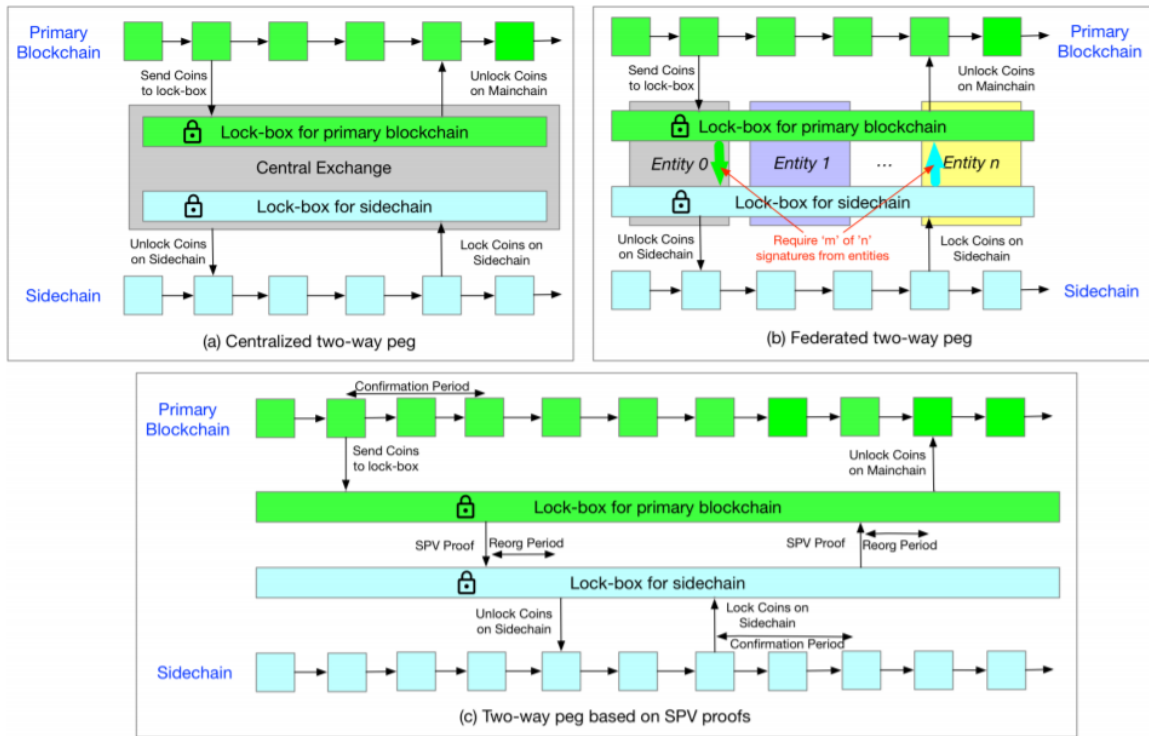 Primary
Blockchain
Send Coins
to lock-box
Unlock Coins
on Mainchain
Lock-box for primary blockchain
Central Exchange
Lock-box for sidechain
Unlock Coins
on Sidechain
Lock Coins on
Sidechain
Sidechain
(a) Centralized two-way peg
Primary
Blockchain
Send Coins
to lock-box
Unlock Coins
on Mainchain
Lock-box for primary blockchain
Entity 0
Entity 1
...
Entity n
Lock-box for sidechain
Unlock Coins
on Sidechain
Require 'm' of 'n'
signatures from entities
Lock Coins on
Sidechain
Sidechain
(b) Federated two-way peg
Confirmation Period
Primary
Blockchain
Send Coins
to lock-box
Unlock Coins
on Mainchain
Lock-box for primary blockchain
SPV Proof
Reorg Period
SPV Proof
Reorg Period
Lock-box for sidechain
Unlock Coins
on Sidechain
Lock Coins on
Sidechain
Confirmation Period
Sidechain
(c) Two-way peg based on SPV proofs